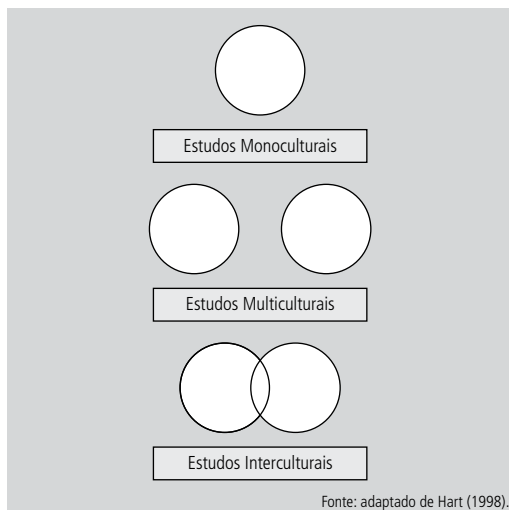 Estudos Monoculturais
Estudos Multiculturais
Estudos Interculturais
Fonte: adaptado de Hart (1998).